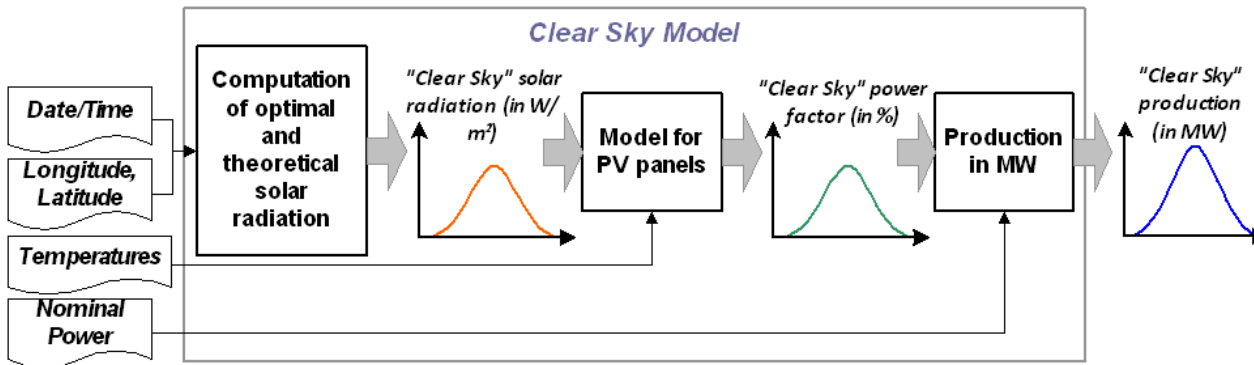 Clear Sky Model
Date/Time
Longitude,
Latitude
Temperatures
Nominal
Power
Computation
of optimal
and
theoretical
solar
radiation
"Clear Sky" solar
radiation (in W/
m²)
Model for
PV panels
"Clear Sky" power
factor (in %)
Production
in MW
"Clear Sky"
production
(in MW)